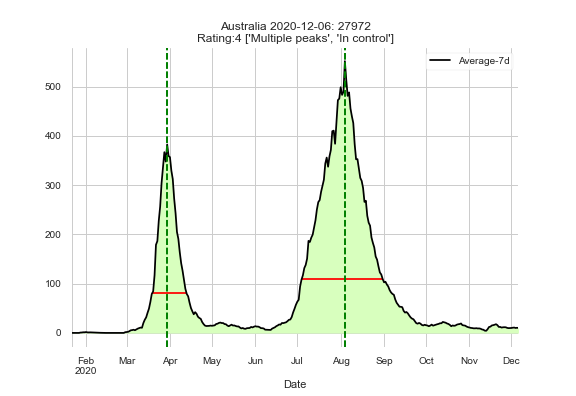 Australia 2020-12-06: 27972
Rating:4 ['Multiple peaks', 'In control']
Average-7d
500
400
300
200
100
0
Feb Mar Apr May Jun Jul Aug Sep Oct Nov Dec
2020
Date